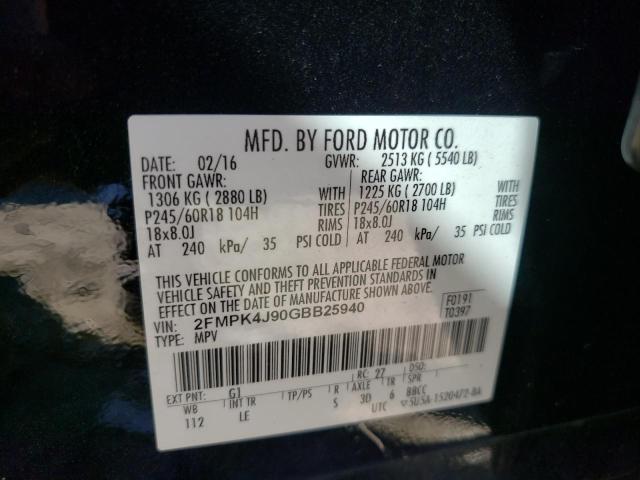 MFD. BY FORD MOTOR CO.
DATE: 02/16 GVWR: 2513 KG ( 5540 LB)
FRONT GAWR: REAR GAWR:
1306 KG ( 2880 LB) WITH 1225 KG ( 2700 LB) WITH
P245/60R18 104H TIRES P245/60R18 104H TIRES
18x8.0J RIMS 18x8.0J RIMS
AT 240 kPa/ 35 PSI COLD AT 240 kPa/ 35 PSI COLD
THIS VEHICLE CONFORMS TO ALL APPLICABLE FEDERAL MOTOR
VEHICLE SAFETY AND THEFT PREVENTION STANDARDS IN
EFFECT ON THE DATE OF MANUFACTURE SHOWN ABOVE.
VIN: 2FMPK4J90GBB25940 F0191
TYPE: MPV T0397
EXT PNT: G1 RC: 27 DSO:
WB INT TR TP/PS R AXLE TR SPR
112 LE S 3D 6 BBCC
UTC 5U5A-1520472-BA